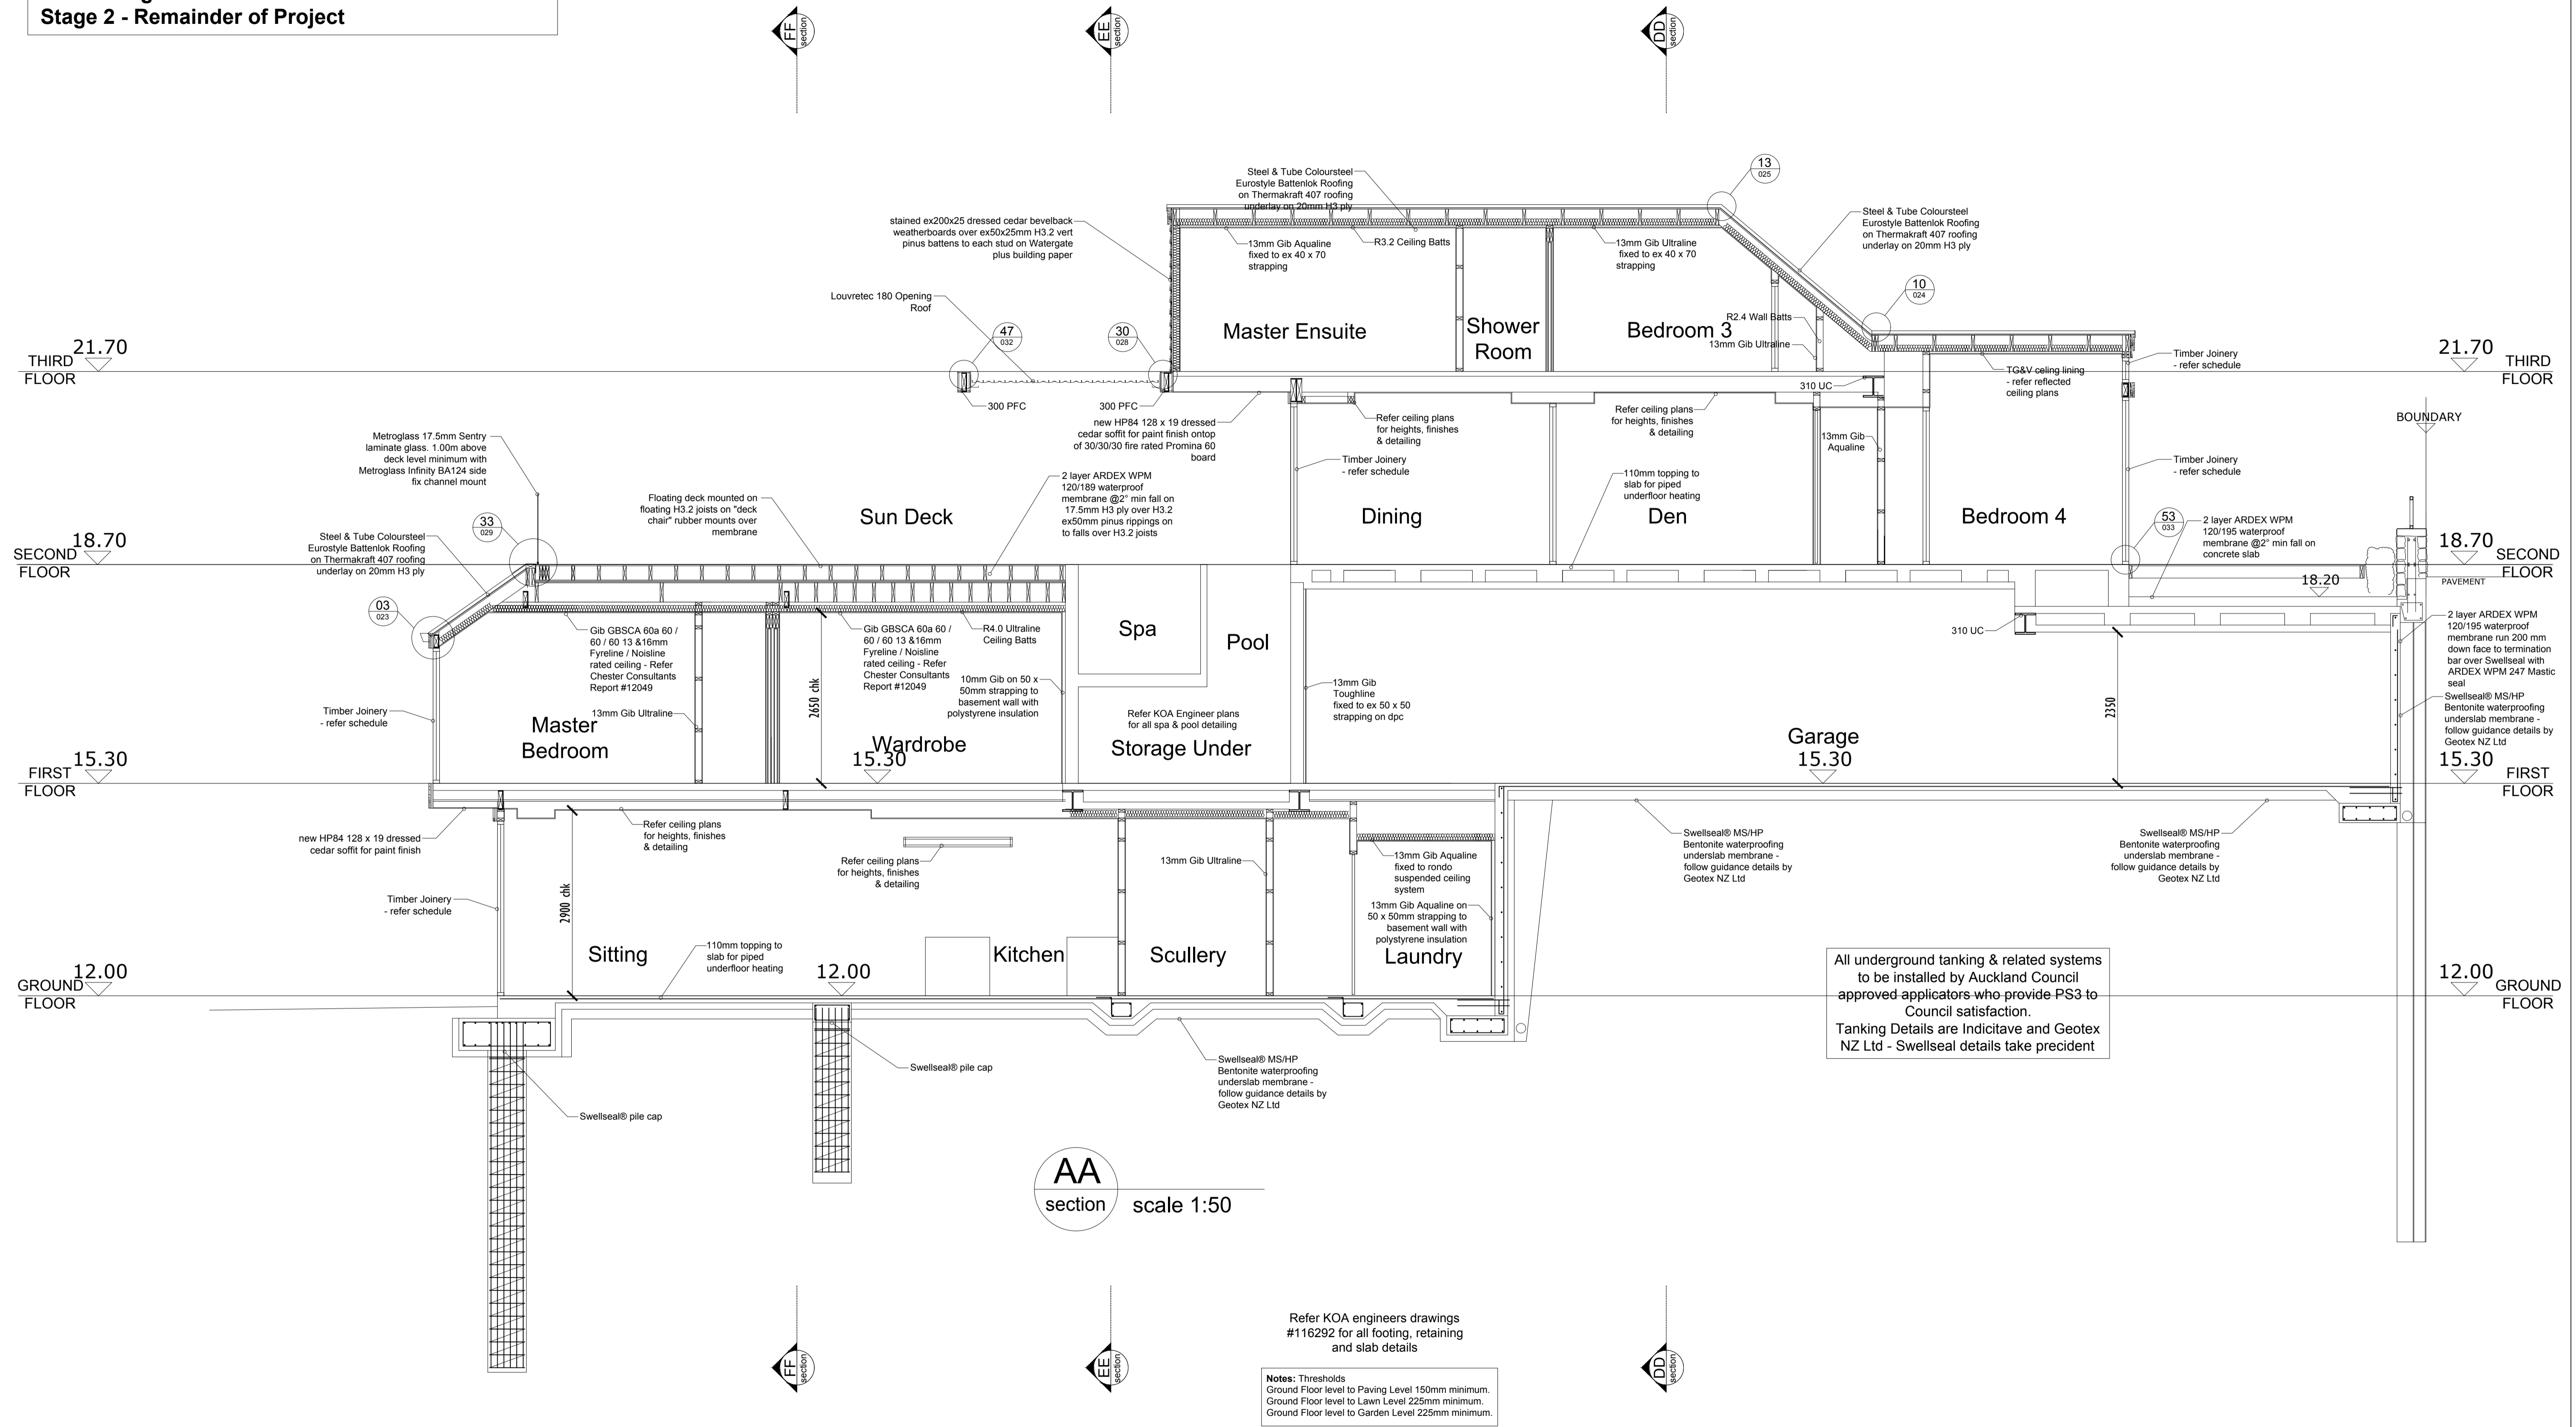 Stage 2 - Remainder of Project
FF
section
EE
section
DD
section
13
025
Steel & Tube Coloursteel
Eurostyle Battenlok Roofing
on Thermakraft 407 roofing
underlay on 20mm H3 ply
stained ex200x25 dressed cedar bevelback
weatherboards over ex50x25mm H3.2 vert
pinus battens to each stud on Watergate
plus building paper
Steel & Tube Coloursteel
Eurostyle Battenlok Roofing
on Thermakraft 407 roofing
underlay on 20mm H3 ply
13mm Gib Aqualine
fixed to ex 40 x 70
strapping
R3.2 Ceiling Batts
13mm Gib Ultraline
fixed to ex 40 x 70
strapping
10
024
Louvretec 180 Opening
Roof
47
032
30
028
Master Ensuite
Shower
Room
Bedroom 3
R2.4 Wall Batts
13mm Gib Ultraline
THIRD
FLOOR
21.70
21.70
THIRD
FLOOR
Timber Joinery
- refer schedule
TG&V celing lining
- refer reflected
ceiling plans
310 UC
300 PFC
300 PFC
new HP84 128 x 19 dressed
cedar soffit for paint finish ontop
of 30/30/30 fire rated Promina 60
board
Refer ceiling plans
for heights, finishes
& detailing
Refer ceiling plans
for heights, finishes
& detailing
13mm Gib
Aqualine
BOUNDARY
Metroglass 17.5mm Sentry
laminate glass. 1.00m above
deck level minimum with
Metroglass Infinity BA124 side
fix channel mount
Timber Joinery
- refer schedule
110mm topping to
slab for piped
underfloor heating
Timber Joinery
- refer schedule
2 layer ARDEX WPM
120/189 waterproof
membrane @2° min fall on
17.5mm H3 ply over H3.2
ex50mm pinus rippings on
to falls over H3.2 joists
Floating deck mounted on
floating H3.2 joists on "deck
chair" rubber mounts over
membrane
Sun Deck
Dining
Den
Bedroom 4
33
029
53
033
2 layer ARDEX WPM
120/195 waterproof
membrane @2° min fall on
concrete slab
Steel & Tube Coloursteel
Eurostyle Battenlok Roofing
on Thermakraft 407 roofing
underlay on 20mm H3 ply
SECOND
FLOOR
18.70
18.70
SECOND
FLOOR
18.20
PAVEMENT
03
023
Gib GBSCA 60a 60 /
60 / 60 13 &16mm
Fyreline / Noisline
rated ceiling - Refer
Chester Consultants
Report #12049
Gib GBSCA 60a 60 /
60 / 60 13 &16mm
Fyreline / Noisline
rated ceiling - Refer
Chester Consultants
Report #12049
R4.0 Ultraline
Ceiling Batts
Spa
Pool
310 UC
2 layer ARDEX WPM
120/195 waterproof
membrane run 200 mm
down face to termination
bar over Swellseal with
ARDEX WPM 247 Mastic
seal
10mm Gib on 50 x
50mm strapping to
basement wall with
polystyrene insulation
13mm Gib
Toughline
fixed to ex 50 x 50
strapping on dpc
2650 chk
2350
Swellseal® MS/HP
Bentonite waterproofing
underslab membrane -
follow guidance details by
Geotex NZ Ltd
Timber Joinery
- refer schedule
13mm Gib Ultraline
Master
Bedroom
Wardrobe
Refer KOA Engineer plans
for all spa & pool detailing
Storage Under
Garage
FIRST
FLOOR
15.30
15.30
15.30
15.30
FIRST
FLOOR
new HP84 128 x 19 dressed
cedar soffit for paint finish
Refer ceiling plans
for heights, finishes
& detailing
Refer ceiling plans
for heights, finishes
& detailing
13mm Gib Ultraline
13mm Gib Aqualine
fixed to rondo
suspended ceiling
system
Swellseal® MS/HP
Bentonite waterproofing
underslab membrane -
follow guidance details by
Geotex NZ Ltd
Swellseal® MS/HP
Bentonite waterproofing
underslab membrane -
follow guidance details by
Geotex NZ Ltd
Timber Joinery
- refer schedule
2900 chk
13mm Gib Aqualine on
50 x 50mm strapping to
basement wall with
polystyrene insulation
Sitting
110mm topping to
slab for piped
underfloor heating
Kitchen
Scullery
Laundry
GROUND
FLOOR
12.00
12.00
12.00
GROUND
FLOOR
All underground tanking & related systems
to be installed by Auckland Council
approved applicators who provide PS3 to
Council satisfaction.
Tanking Details are Indicitave and Geotex
NZ Ltd - Swellseal details take precident
Swellseal® pile cap
Swellseal® pile cap
Swellseal® MS/HP
Bentonite waterproofing
underslab membrane -
follow guidance details by
Geotex NZ Ltd
AA
section
scale 1:50
Refer KOA engineers drawings
#116292 for all footing, retaining
and slab details
FF
section
EE
section
DD
section
Notes: Thresholds
Ground Floor level to Paving Level 150mm minimum.
Ground Floor level to Lawn Level 225mm minimum.
Ground Floor level to Garden Level 225mm minimum.